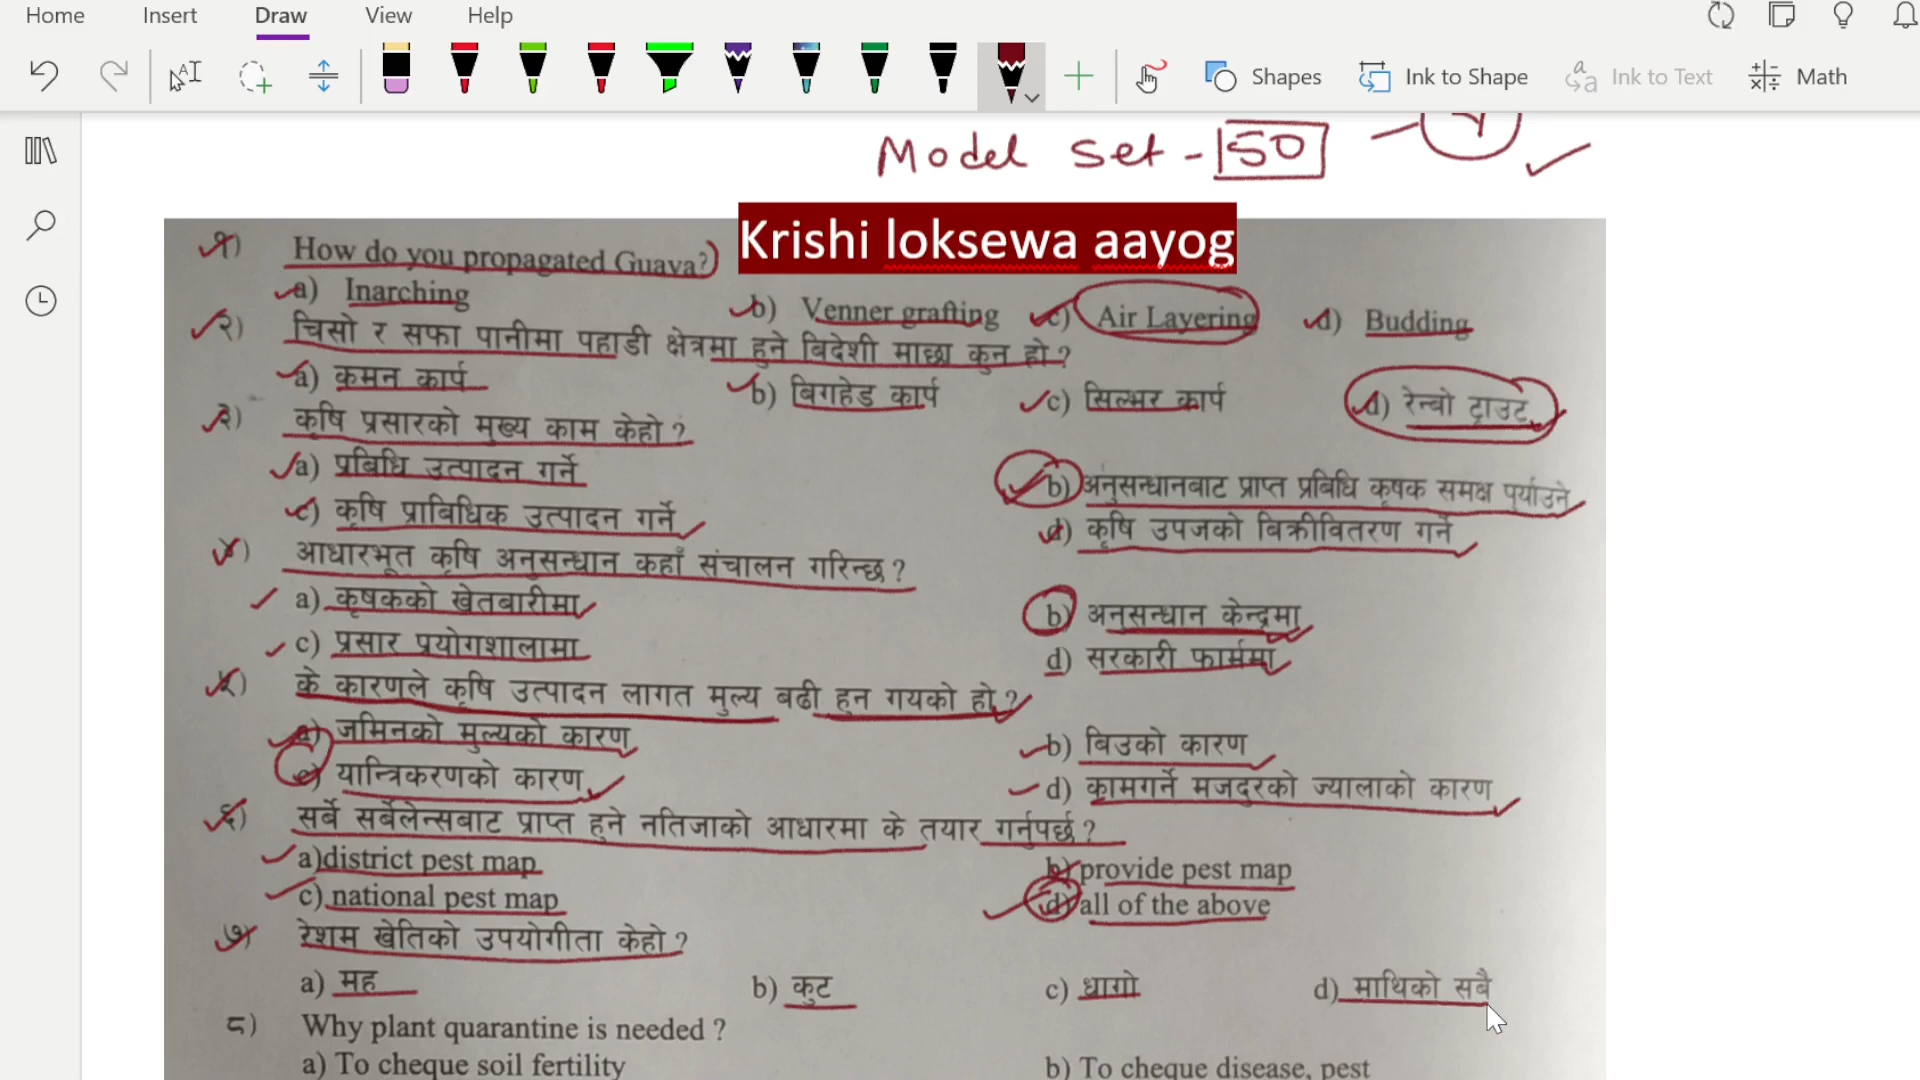 Home Insert Draw View Help
Shapes Ink to Shape Ink to Text Math
Model Set - 50
Krishi loksewa aayog
१) How do you propagated Guava?
a) Inarching b) Venner grafting c) Air Layering d) Budding
२) चिसो र सफा पानीमा पहाडी क्षेत्रमा हुने बिदेशी माछा कुन हो ?
a) कमन कार्प b) बिगहेड कार्प c) सिल्भर कार्प d) रेन्बो ट्राउट
३) कृषि प्रसारको मुख्य काम केहो ?
a) प्रबिधि उत्पादन गर्ने b) अनुसन्धानबाट प्राप्त प्रबिधि कृषक समक्ष पुर्याउने
c) कृषि प्राबिधिक उत्पादन गर्ने d) कृषि उपजको बिक्रीवितरण गर्ने
४) आधारभूत कृषि अनुसन्धान कहाँ संचालन गरिन्छ ?
a) कृषकको खेतबारीमा b) अनुसन्धान केन्द्रमा
c) प्रसार प्रयोगशालामा d) सरकारी फार्ममा
५) के कारणले कृषि उत्पादन लागत मुल्य बढी हुन गयको हो ?
a) जमिनको मुल्यको कारण b) बिउको कारण
c) यान्त्रिकरणको कारण d) कामगर्ने मजदुरको ज्यालाको कारण
६) सर्बे सर्बेलेन्सबाट प्राप्त हुने नतिजाको आधारमा के तयार गर्नुपर्छ ?
a)district pest map b) provide pest map
c) national pest map d) all of the above
७) रेशम खेतिको उपयोगीता केहो ?
a) मह b) कुट c) धागो d) माथिको सबै
८) Why plant quarantine is needed ?
a) To cheque soil fertility b) To cheque disease, pest